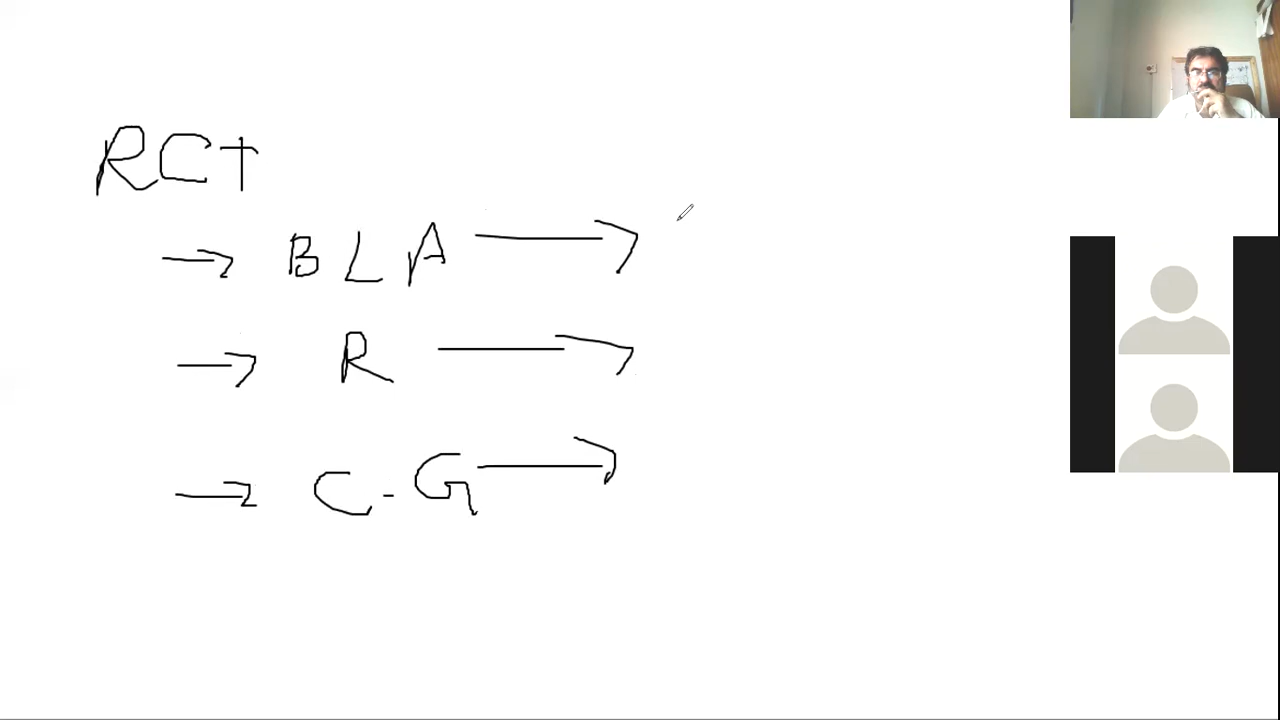 RCT
→ BLA →
→ R →
→ C-G →